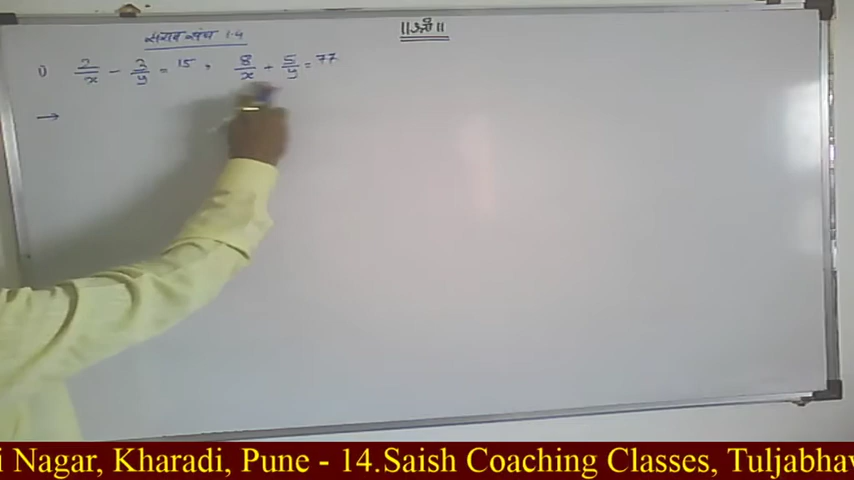 ॥श्री॥
सराव संच 1.4
1) 2/x - 3/y = 15 , 8/x + 5/y = 77
→
i Nagar, Kharadi, Pune - 14.Saish Coaching Classes, Tuljabhav